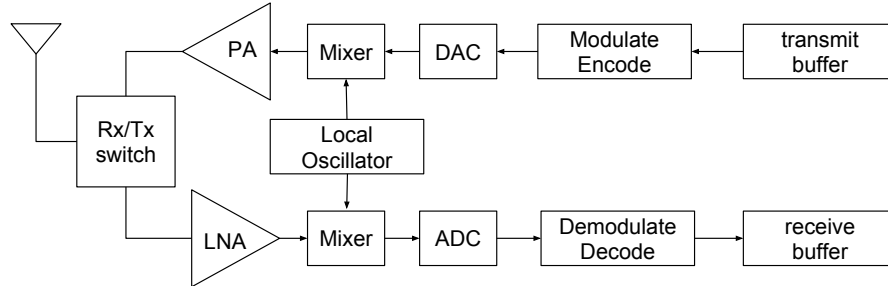 PA
Mixer
DAC
Modulate
Encode
transmit
buffer
Rx/Tx
switch
Local
Oscillator
LNA
Mixer
ADC
Demodulate
Decode
receive
buffer